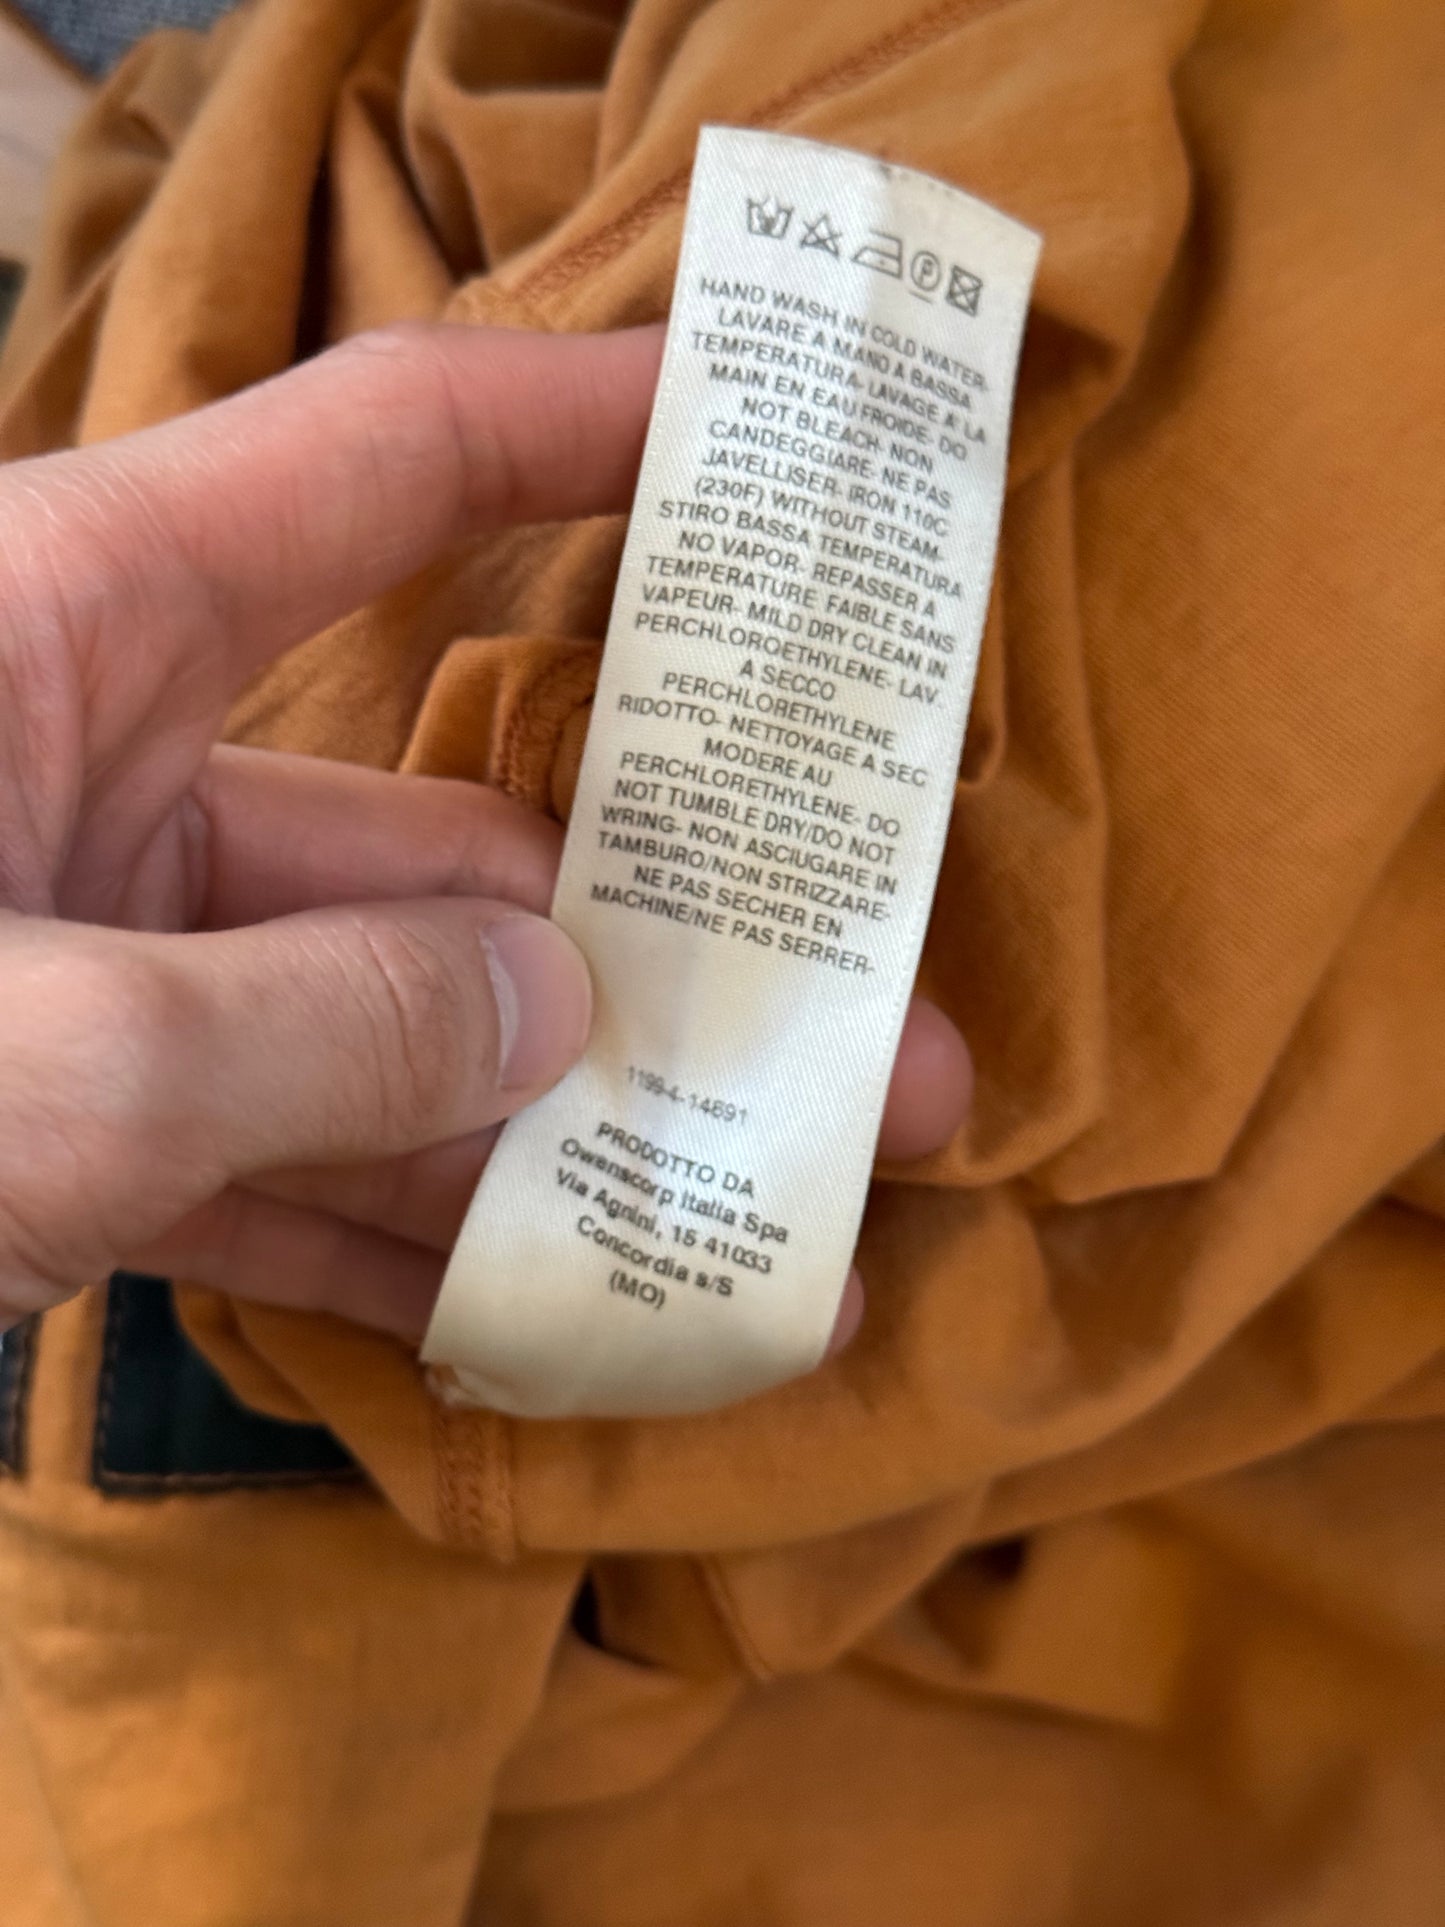 HAND WASH IN COLD WATER-
LAVARE A MANO A BASSA
TEMPERATURA- LAVAGE A' LA
MAIN EN EAU FROIDE- DO
NOT BLEACH- NON
CANDEGGIARE- NE PAS
JAVELLISER- IRON 110C
(230F) WITHOUT STEAM-
STIRO BASSA TEMPERATURA
NO VAPOR- REPASSER A
TEMPERATURE FAIBLE SANS
VAPEUR- MILD DRY CLEAN IN
PERCHLOROETHYLENE- LAV.
A SECCO
PERCHLORETHYLENE
RIDOTTO- NETTOYAGE A SEC
MODERE AU
PERCHLORETHYLENE- DO
NOT TUMBLE DRY/DO NOT
WRING- NON ASCIUGARE IN
TAMBURO/NON STRIZZARE-
NE PAS SECHER EN
MACHINE/NE PAS SERRER-
1199-4-14691
PRODOTTO DA
Owenscorp Italia Spa
Via Agnini, 15 41033
Concordia s/S
(MO)